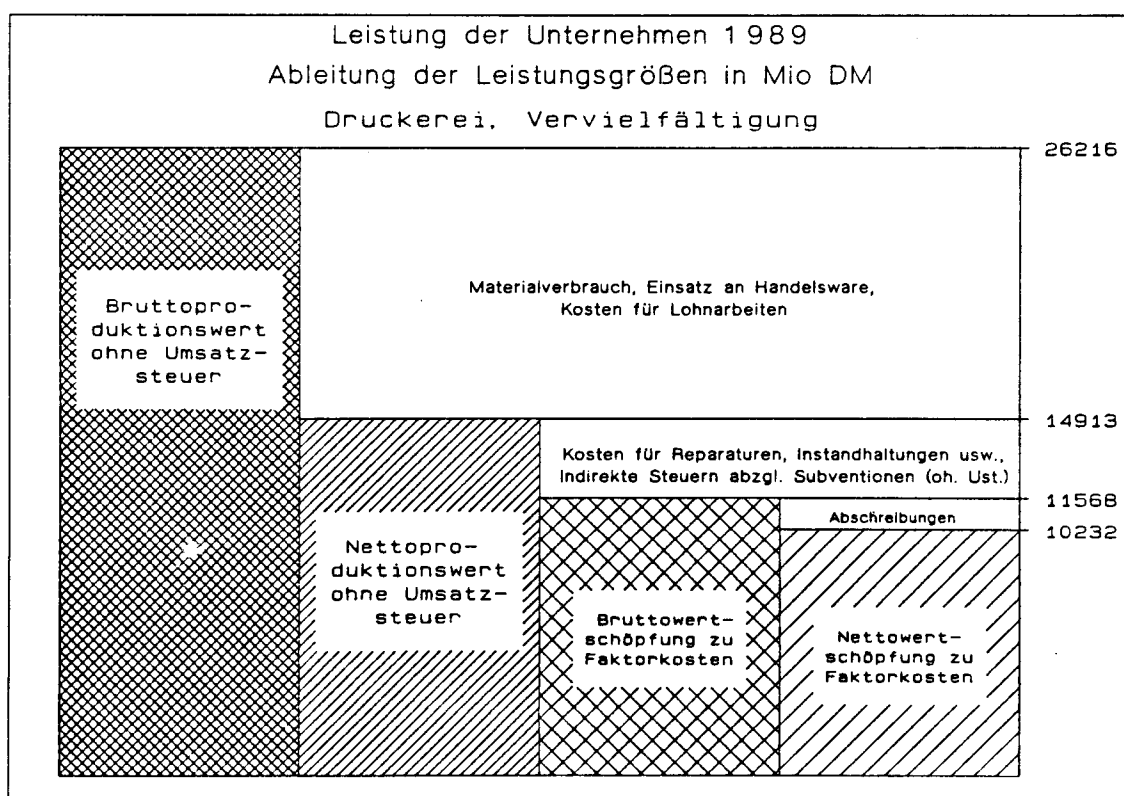 Leistung der Unternehmen 1989
Ableitung der Leistungsgrößen in Mio DM
Druckerei, Vervielfältigung
26216
Bruttopro-
duktionswert
ohne Umsatz-
steuer
Materialverbrauch, Einsatz an Handelsware,
Kosten für Lohnarbeiten
14913
Kosten für Reparaturen, Instandhaltungen usw.,
Indirekte Steuern abzgl. Subventionen (oh. Ust.)
11568
Abschreibungen
10232
Nettopro-
duktionswert
ohne Umsatz-
steuer
Bruttowert-
schöpfung zu
Faktorkosten
Nettowert-
schöpfung zu
Faktorkosten